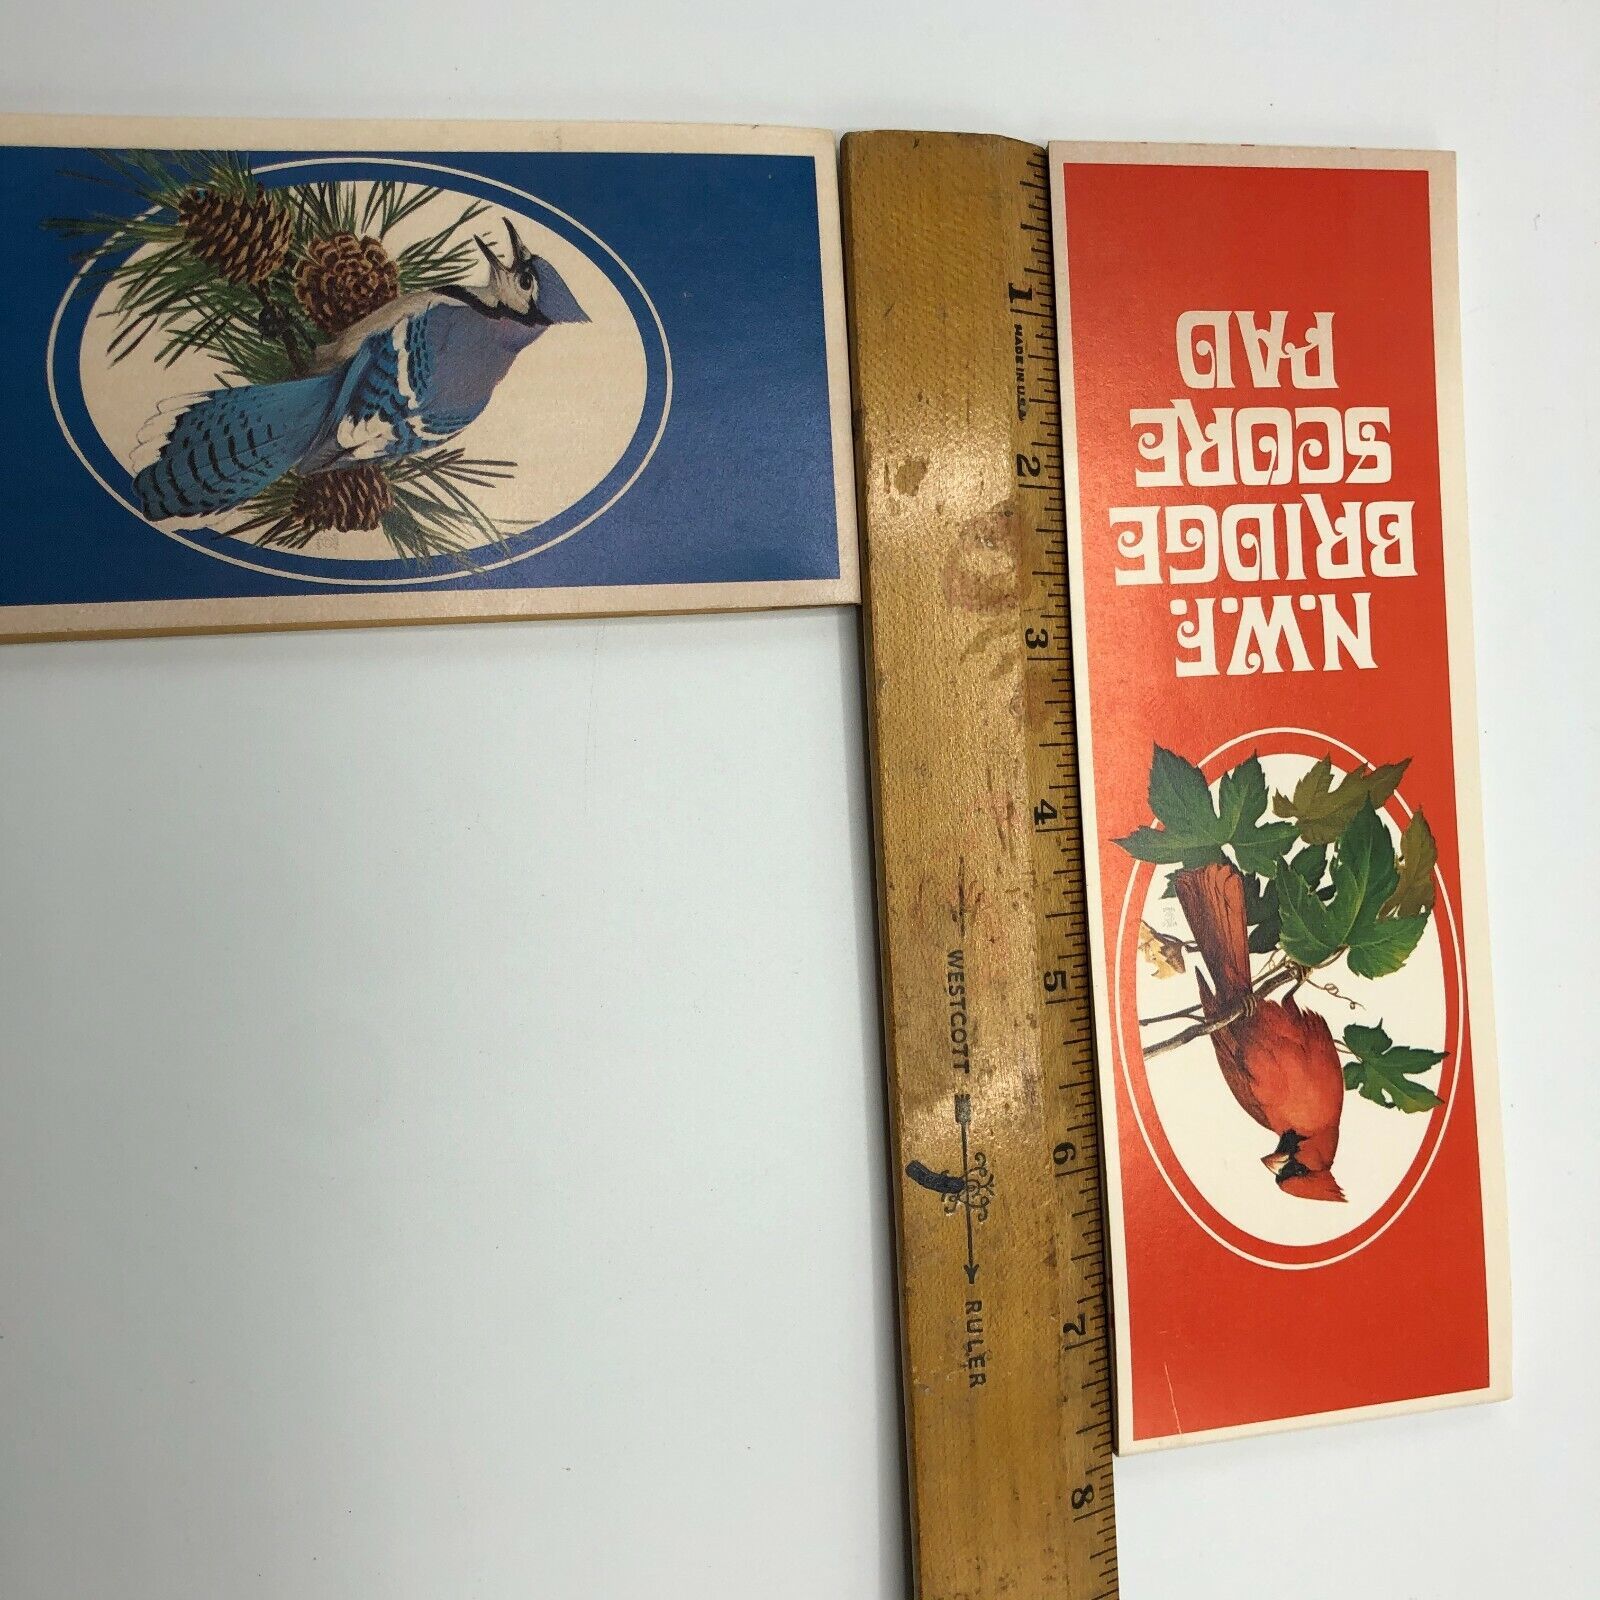 N.W.F.
BRIDGE
SCORE
PAD
1
MADE IN U.S.A.
2
3
4
5
6
7
8
WESTCOTT
RULER